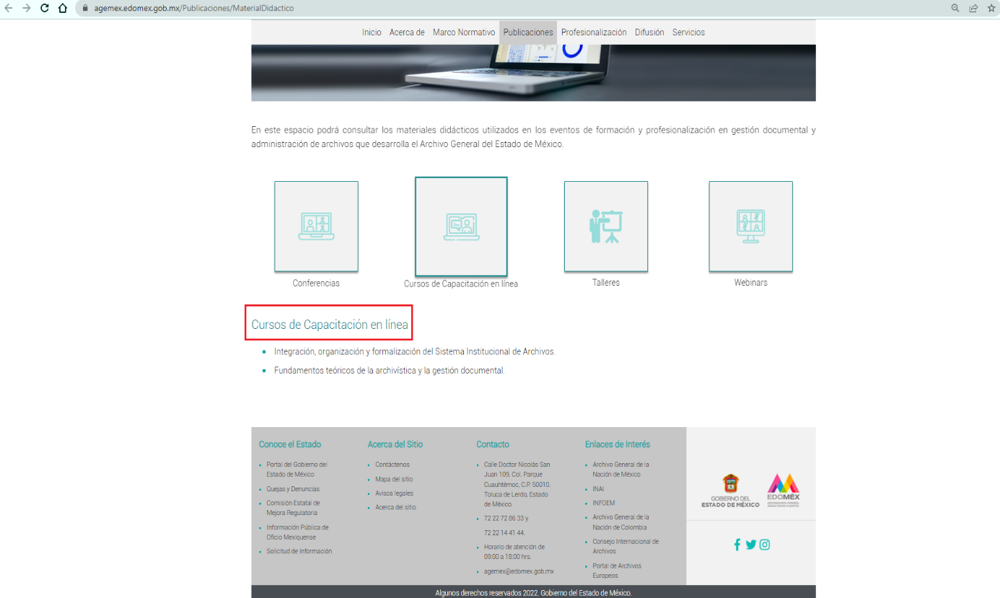 agemex.edomex.gob.mx/Publicaciones/MaterialDidactico
Inicio Acerca de Marco Normativo Publicaciones Profesionalización Difusión Servicios
En este espacio podrá consultar los materiales didácticos utilizados en los eventos de formación y profesionalización en gestión documental y
administración de archivos que desarrolla el Archivo General del Estado de México.
Conferencias
Cursos de Capacitación en línea
Talleres
Webinars
Cursos de Capacitación en línea
Integración, organización y formalización del Sistema Institucional de Archivos.
Fundamentos teóricos de la archivística y la gestión documental.
Conoce el Estado
Portal del Gobierno del
Estado de México
Quejas y Denuncias
Comisión Estatal de
Mejora Regulatoria
Información Pública de
Oficio Mexiquense
Solicitud de Información
Acerca del Sitio
Contáctenos
Mapa del sitio
Avisos legales
Acerca del sitio
Contacto
Calle Doctor Nicolás San
Juan 109, Col. Parque
Cuauhtémoc, C.P. 50010.
Toluca de Lerdo, Estado
de México.
72 22 72 86 33 y
72 22 14 41 44.
Horario de atención de
09:00 a 18:00 hrs.
agemex@edomex.gob.mx
Enlaces de Interés
Archivo General de la
Nación de México
INAI
INFOEM
Archivo General de la
Nación de Colombia
Consejo Internacional de
Archivos
Portal de Archivos
Europeos
GOBIERNO DEL
ESTADO DE MÉXICO
EDOMÉX
DECISIONES FIRMES, RESULTADOS FUERTES.
Algunos derechos reservados 2022. Gobierno del Estado de México.